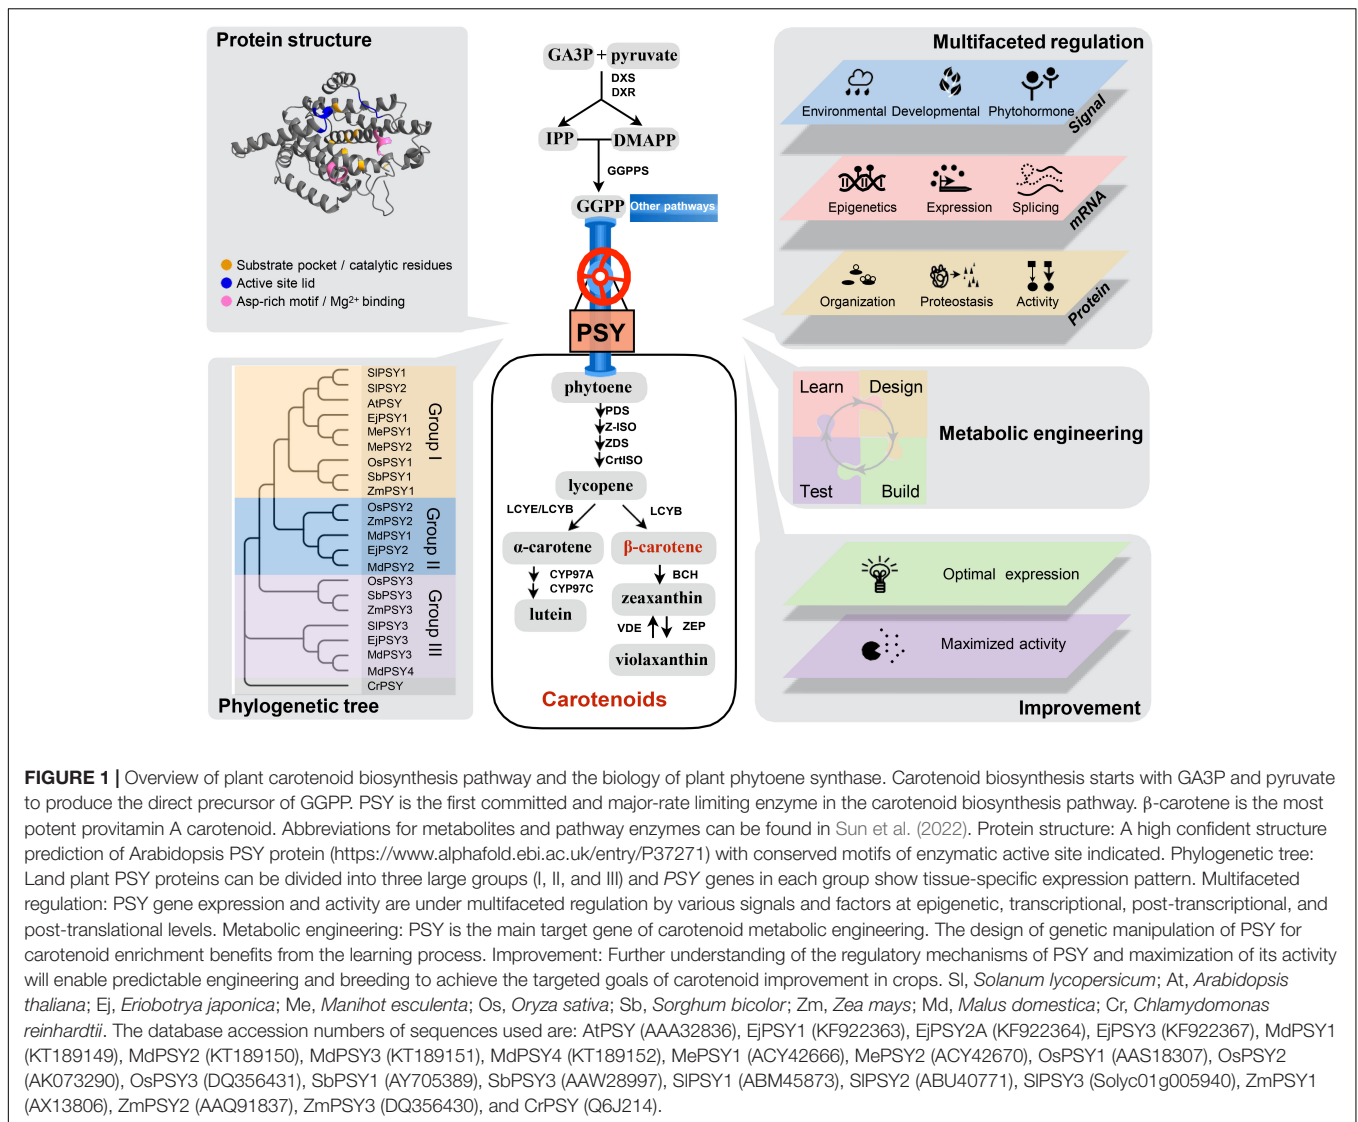 Protein structure
Substrate pocket / catalytic residues
Active site lid
Asp-rich motif / Mg²⁺ binding
SlPSY1
SlPSY2
AtPSY
EjPSY1
MePSY1
MePSY2
OsPSY1
SbPSY1
ZmPSY1
Group I
OsPSY2
ZmPSY2
MdPSY1
EjPSY2
MdPSY2
Group II
OsPSY3
SbPSY3
ZmPSY3
SlPSY3
EjPSY3
MdPSY3
MdPSY4
Group III
CrPSY
Phylogenetic tree
GA3P + pyruvate
DXS
DXR
IPP DMAPP
GGPPS
GGPP Other pathways
PSY
phytoene
PDS
Z-ISO
ZDS
CrtISO
lycopene
LCYE/LCYB LCYB
α-carotene β-carotene
CYP97A
CYP97C
BCH
lutein zeaxanthin
VDE ZEP
violaxanthin
Carotenoids
Multifaceted regulation
Environmental Developmental Phytohormone
Signal
Epigenetics Expression Splicing
mRNA
Organization Proteostasis Activity
Protein
Learn Design
Test Build
Metabolic engineering
Optimal expression
Maximized activity
Improvement
FIGURE 1 | Overview of plant carotenoid biosynthesis pathway and the biology of plant phytoene synthase. Carotenoid biosynthesis starts with GA3P and pyruvate
to produce the direct precursor of GGPP. PSY is the first committed and major-rate limiting enzyme in the carotenoid biosynthesis pathway. β-carotene is the most
potent provitamin A carotenoid. Abbreviations for metabolites and pathway enzymes can be found in Sun et al. (2022). Protein structure: A high confident structure
prediction of Arabidopsis PSY protein (https://www.alphafold.ebi.ac.uk/entry/P37271) with conserved motifs of enzymatic active site indicated. Phylogenetic tree:
Land plant PSY proteins can be divided into three large groups (I, II, and III) and PSY genes in each group show tissue-specific expression pattern. Multifaceted
regulation: PSY gene expression and activity are under multifaceted regulation by various signals and factors at epigenetic, transcriptional, post-transcriptional, and
post-translational levels. Metabolic engineering: PSY is the main target gene of carotenoid metabolic engineering. The design of genetic manipulation of PSY for
carotenoid enrichment benefits from the learning process. Improvement: Further understanding of the regulatory mechanisms of PSY and maximization of its activity
will enable predictable engineering and breeding to achieve the targeted goals of carotenoid improvement in crops. Sl, Solanum lycopersicum; At, Arabidopsis
thaliana; Ej, Eriobotrya japonica; Me, Manihot esculenta; Os, Oryza sativa; Sb, Sorghum bicolor; Zm, Zea mays; Md, Malus domestica; Cr, Chlamydomonas
reinhardtii. The database accession numbers of sequences used are: AtPSY (AAA32836), EjPSY1 (KF922363), EjPSY2A (KF922364), EjPSY3 (KF922367), MdPSY1
(KT189149), MdPSY2 (KT189150), MdPSY3 (KT189151), MdPSY4 (KT189152), MePSY1 (ACY42666), MePSY2 (ACY42670), OsPSY1 (AAS18307), OsPSY2
(AK073290), OsPSY3 (DQ356431), SbPSY1 (AY705389), SbPSY3 (AAW28997), SlPSY1 (ABM45873), SlPSY2 (ABU40771), SlPSY3 (Solyc01g005940), ZmPSY1
(AX13806), ZmPSY2 (AAQ91837), ZmPSY3 (DQ356430), and CrPSY (Q6J214).